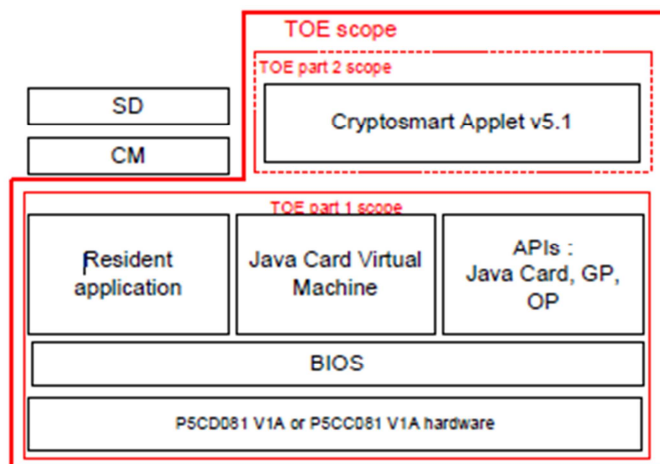 TOE scope
TOE part 2 scope
SD
Cryptosmart Applet v5.1
CM
TOE part 1 scope
Resident
application
Java Card Virtual
Machine
APIs :
Java Card, GP,
OP
BIOS
P5CD081 V1A or P5CC081 V1A hardware